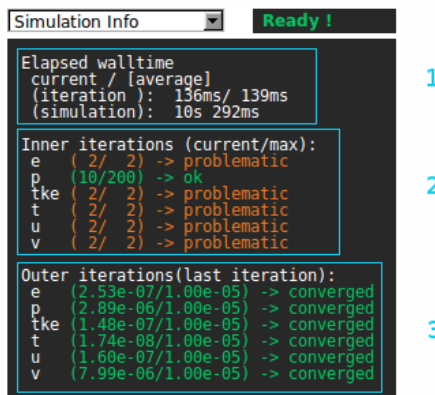 Simulation Info
Ready !
Elapsed walltime
current / [average]
(iteration ): 136ms/ 139ms
(simulation): 10s 292ms
1
Inner iterations (current/max):
e ( 2/ 2) -> problematic
p (10/200) -> ok
tke ( 2/ 2) -> problematic
t ( 2/ 2) -> problematic
u ( 2/ 2) -> problematic
v ( 2/ 2) -> problematic
2
Outer iterations(last iteration):
e (2.53e-07/1.00e-05) -> converged
p (2.89e-06/1.00e-05) -> converged
tke (1.48e-07/1.00e-05) -> converged
t (1.74e-08/1.00e-05) -> converged
u (1.60e-07/1.00e-05) -> converged
v (7.99e-06/1.00e-05) -> converged
3